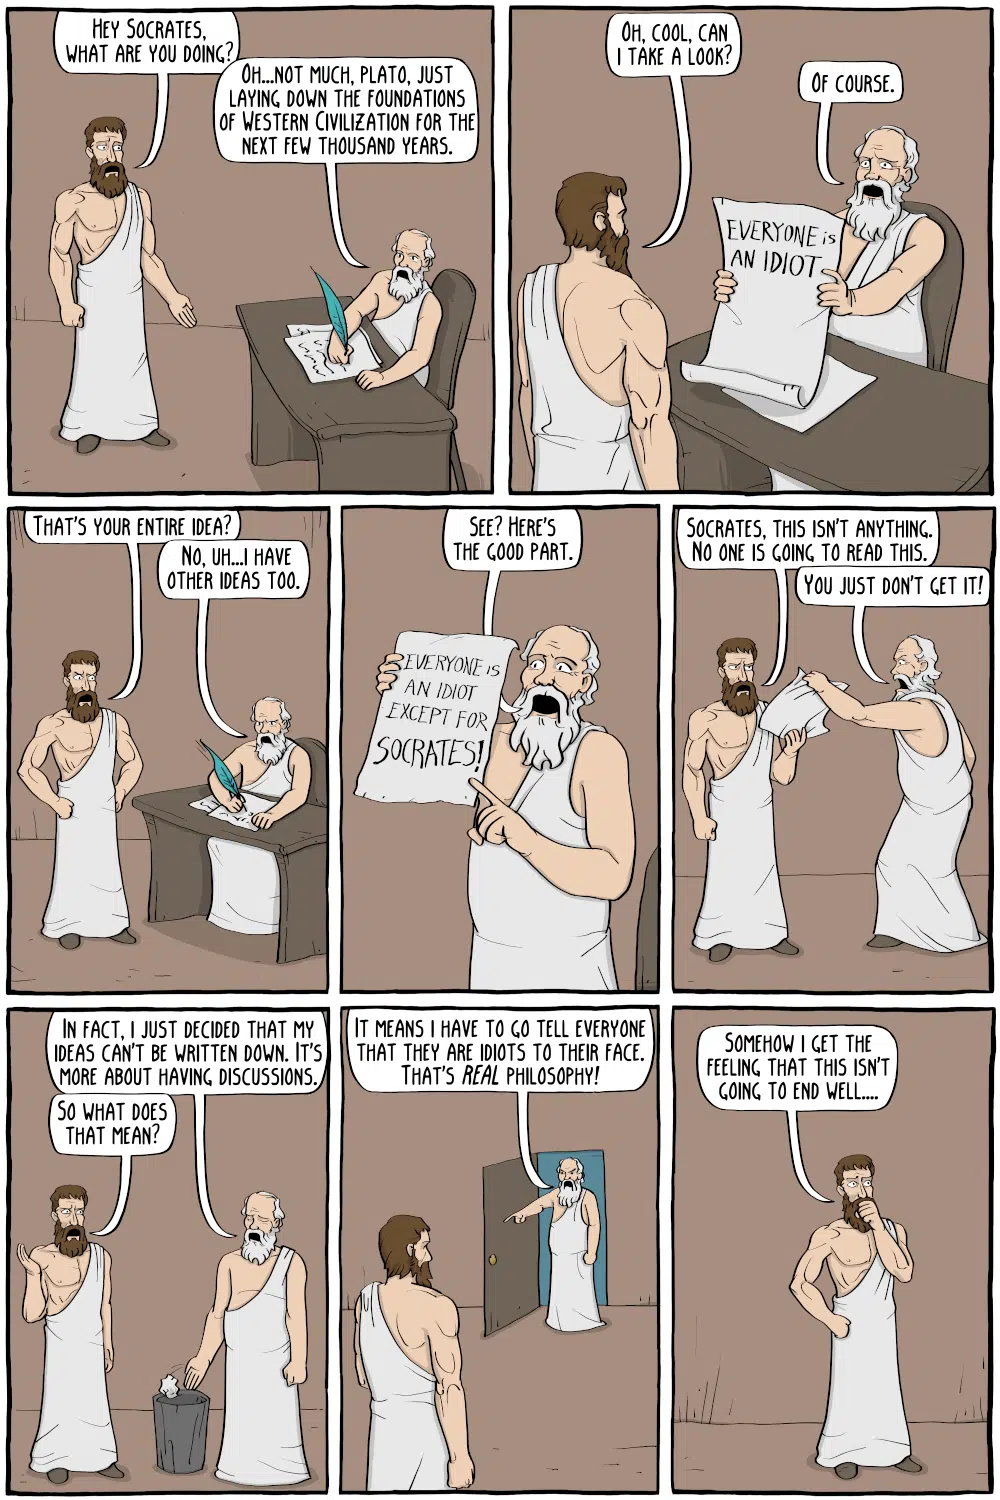 Hey Socrates,
what are you doing?
Oh...not much, Plato, just
laying down the foundations
of Western Civilization for the
next few thousand years.
Oh, cool, can
I take a look?
Of course.
EVERYONE is
AN IDIOT
That's your entire idea?
No, uh...I have
other ideas too.
See? Here's
the good part.
EVERYONE IS
AN IDIOT
EXCEPT FOR
SOCRATES!
Socrates, this isn't anything.
No one is going to read this.
You just don't get it!
In fact, I just decided that my
ideas can't be written down. It's
more about having discussions.
So what does
that mean?
It means I have to go tell everyone
that they are idiots to their face.
That's real philosophy!
Somehow I get the
feeling that this isn't
going to end well....